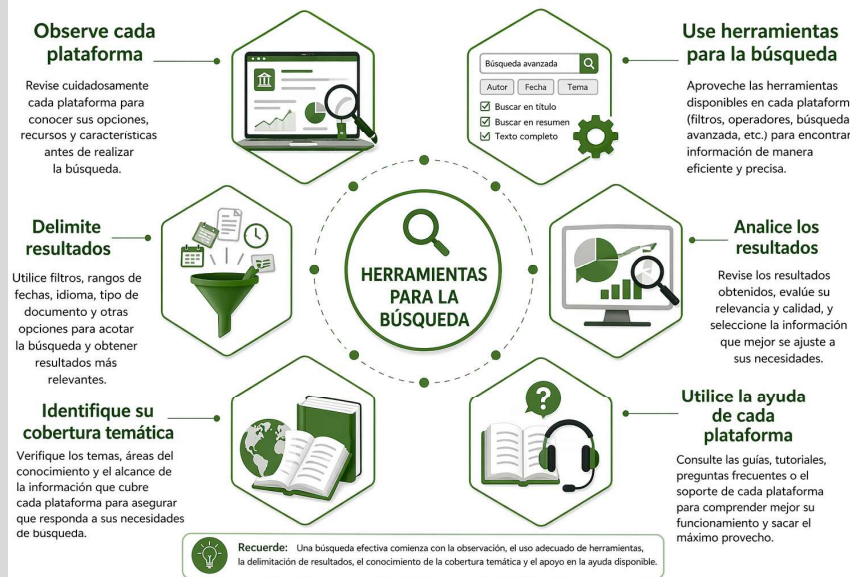 Observe cada
plataforma
Revise cuidadosamente
cada plataforma para
conocer sus opciones,
recursos y características
antes de realizar
la búsqueda.
Búsqueda avanzada
Autor Fecha Tema
Buscar en título
Buscar en resumen
Texto completo
Use herramientas
para la búsqueda
Aproveche las herramientas
disponibles en cada plataform
(filtros, operadores, búsqueda
avanzada, etc.) para encontrar
información de manera
eficiente y precisa.
Delimite
resultados
Utilice filtros, rangos de
fechas, idioma, tipo de
documento y otras
opciones para acotar
la búsqueda y obtener
resultados más
relevantes.
HERRAMIENTAS
PARA LA
BÚSQUEDA
Analice los
resultados
Revise los resultados
obtenidos, evalúe su
relevancia y calidad, y
seleccione la información
que mejor se ajuste a
sus necesidades.
Identifique su
cobertura temática
Verifique los temas, áreas del
conocimiento y el alcance de
la información que cubre
cada plataforma para asegurar
que responda a sus necesidades
de busqueda.
?
Utilice la ayuda
de cada
plataforma
Consulte las guías, tutoriales,
preguntas frecuentes o el
soporte de cada plataforma
para comprender mejor su
funcionamiento y sacar el
máximo provecho.
Recuerde: Una búsqueda efectiva comienza con la observación, el uso adecuado de herramientas,
la delimitación de resultados, el conocimiento de la cobertura temática y el apoyo en la ayuda disponible.